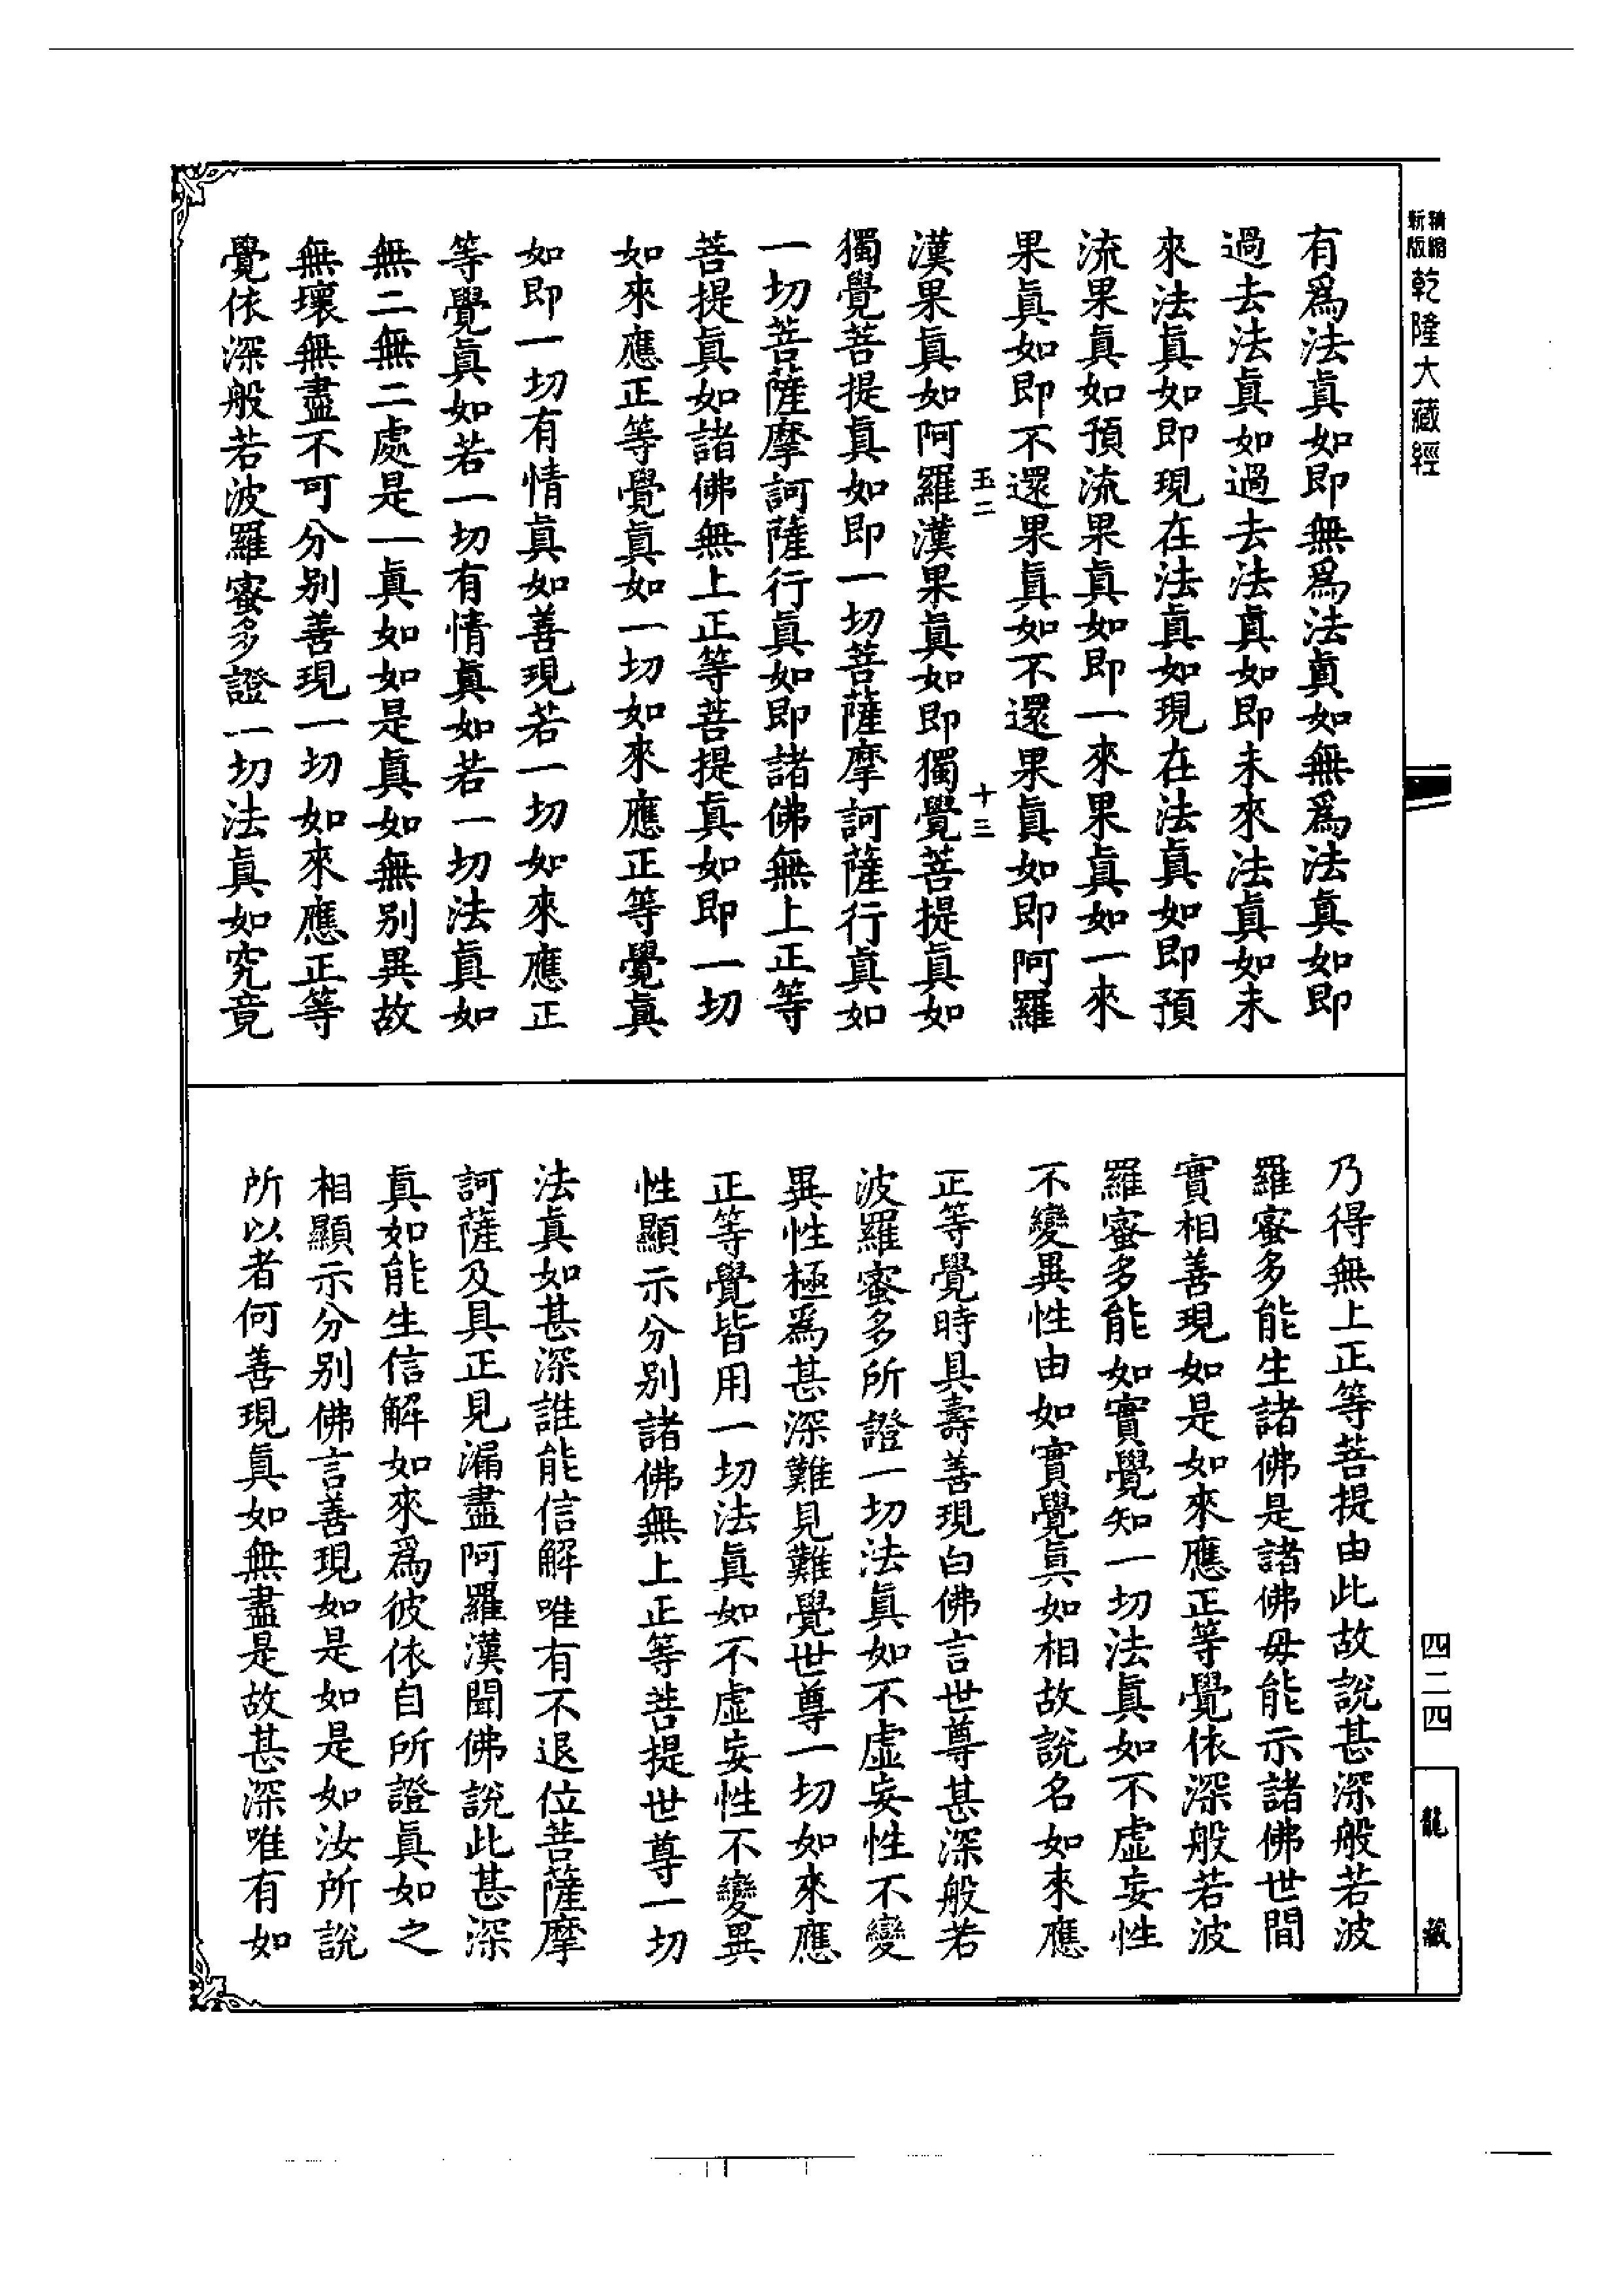 精縮新版乾隆大藏經
有爲法眞如即無爲法眞如無爲法眞如即
過去法眞如過去法眞如即未來法眞如未
來法眞如即現在法眞如現在法眞如即預
流果眞如預流果眞如即一來果眞如一來
果眞如即不還果眞如不還果眞如即阿羅
玉二 十三
漢果眞如阿羅漢果眞如即獨覺菩提眞如
獨覺菩提眞如即一切菩薩摩訶薩行眞如
一切菩薩摩訶薩行眞如即諸佛無上正等
菩提眞如諸佛無上正等菩提眞如即一切
如來應正等覺眞如一切如來應正等覺眞
如即一切有情眞如善現若一切如來應正
等覺眞如若一切有情眞如若一切法眞如
無二無二處是一眞如如是眞如無別異故
無壞無盡不可分別善現一切如來應正等
覺依深般若波羅蜜多證一切法眞如究竟
乃得無上正等菩提由此故說甚深般若波
羅蜜多能生諸佛是諸佛母能示諸佛世間
實相善現如是如來應正等覺依深般若波
羅蜜多能如實覺知一切法眞如不虛妄性
不變異性由如實覺眞如相故說名如來應
正等覺時具壽善現白佛言世尊甚深般若
波羅蜜多所證一切法眞如不虛妄性不變
異性極爲甚深難見難覺世尊一切如來應
正等覺皆用一切法眞如不虛妄性不變異
性顯示分別諸佛無上正等菩提世尊一切
法眞如甚深誰能信解唯有不退位菩薩摩
訶薩及具正見漏盡阿羅漢聞佛說此甚深
眞如能生信解如來爲彼依自所證眞如之
相顯示分別佛言善現如是如是如汝所說
所以者何善現眞如無盡是故甚深唯有如
四二四
龍藏